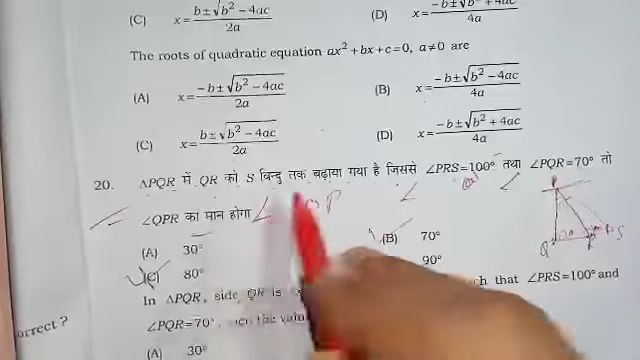 (C) x = b±√b² − 4ac / 2a (D) x = −b±√b² + 4ac / 4a
The roots of quadratic equation ax² + bx + c = 0, a ≠ 0 are
(A) x = −b±√b² − 4ac / 2a (B) x = −b±√b² − 4ac / 4a
(C) x = b±√b² − 4ac / 2a (D) x = −b±√b² + 4ac / 4a
20. ΔPQR में QR को S बिन्दु तक बढ़ाया गया है जिससे ∠PRS=100° तथा ∠PQR=70° तो
∠QPR का मान होगा
(A) 30° (B) 70°
(C) 80° 90°
In ΔPQR, side QR is that ∠PRS=100° and
∠PQR=70°, the
(A) 30°
orrect ?
P
Q 70 R S